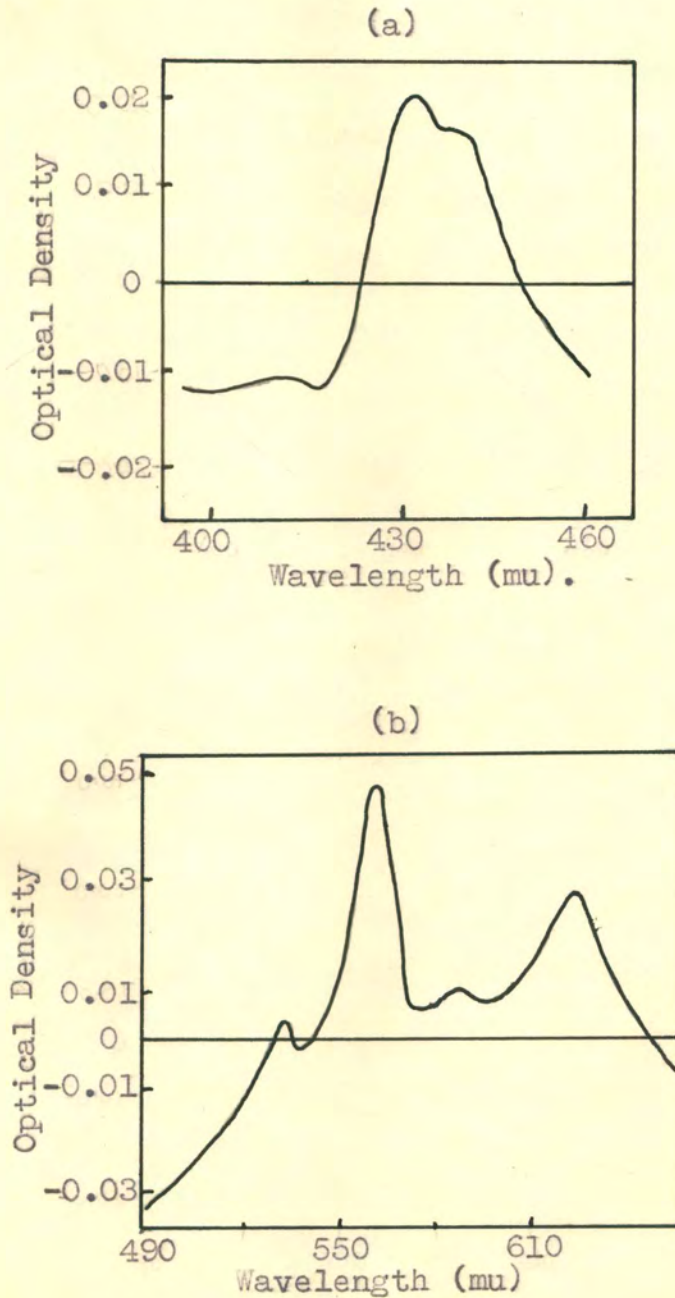 (a)
0.02
0.01
0
-0.01
-0.02
Optical Density
400 430 460
Wavelength (mu).
(b)
0.05
0.03
0.01
0
-0.01
-0.03
Optical Density
490 550 610
Wavelength (mu)